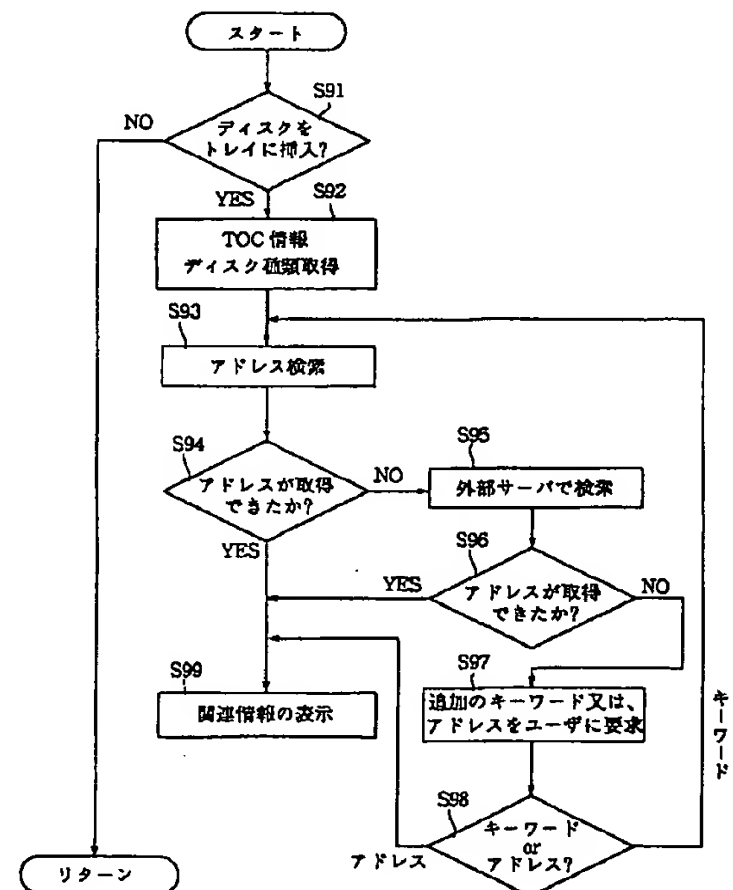 スタート
S91
NO
ディスクを
トレイに挿入?
YES
S92
TOC 情報
ディスク種類取得
S93
アドレス検索
S94
アドレスが取得
できたか?
NO
S95
外部サーバで検索
YES
S96
アドレスが取得
できたか?
YES
NO
S97
追加のキーワード又は、
アドレスをユーザに要求
S99
関連情報の表示
キーワード
S98
キーワード
or
アドレス?
アドレス
リターン